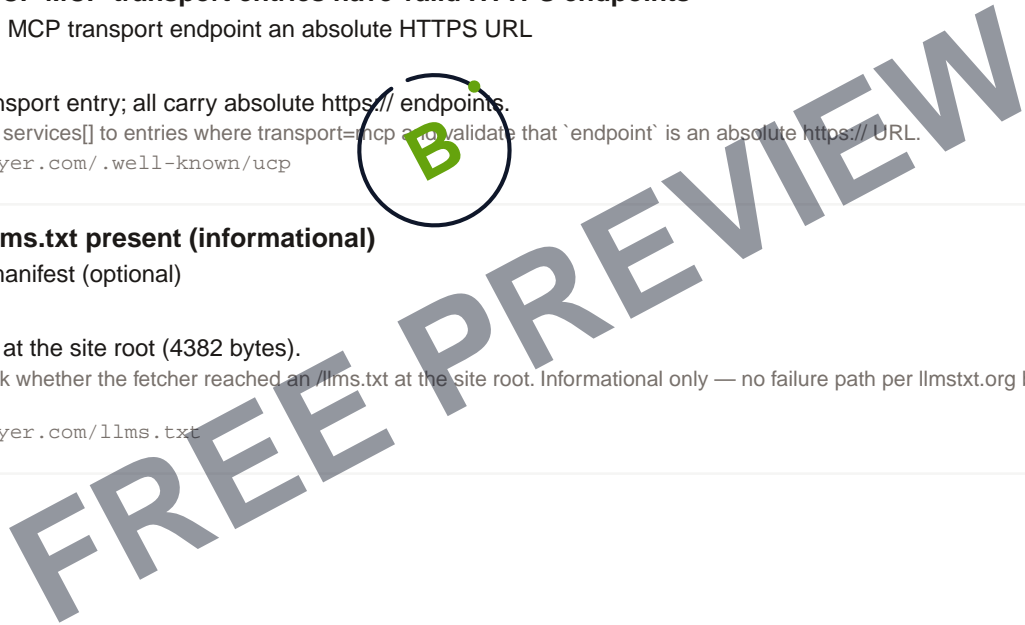 MCP transport endpoint an absolute HTTPS URL
nsport entry; all carry absolute https:// endpoints.
services[] to entries where transport=mcp and validate that `endpoint` is an absolute https:// URL.
yer.com/.well-known/ucp
B
lms.txt present (informational)
manifest (optional)
at the site root (4382 bytes).
k whether the fetcher reached an /llms.txt at the site root. Informational only — no failure path per llmstxt.org
yer.com/llms.txt
FREE PREVIEW